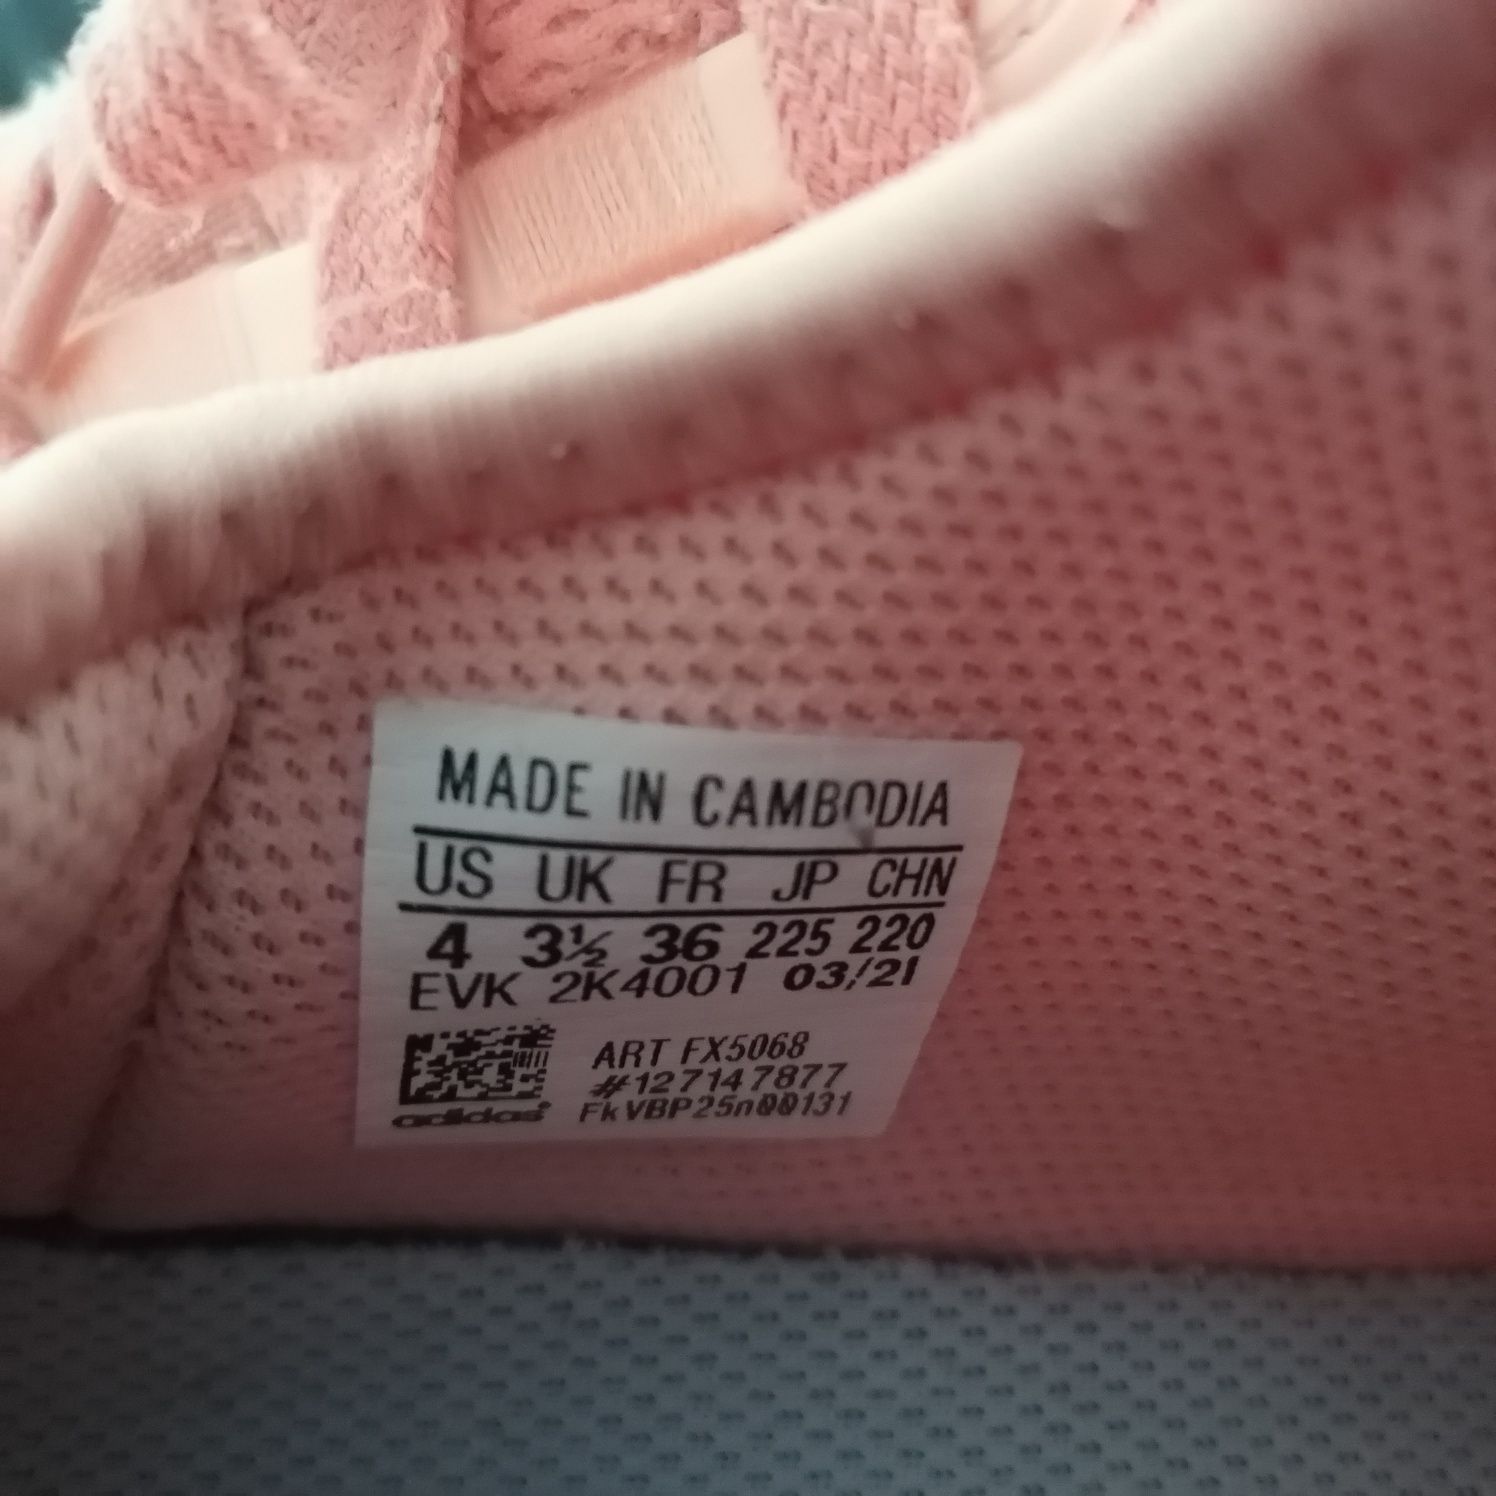 MADE IN CAMBODIA
US UK FR JP CHN
4 3½ 36 225 220
EVK 2K4001 03/21
ART FX5068
#127147877
FkVBP25n00131
adidas